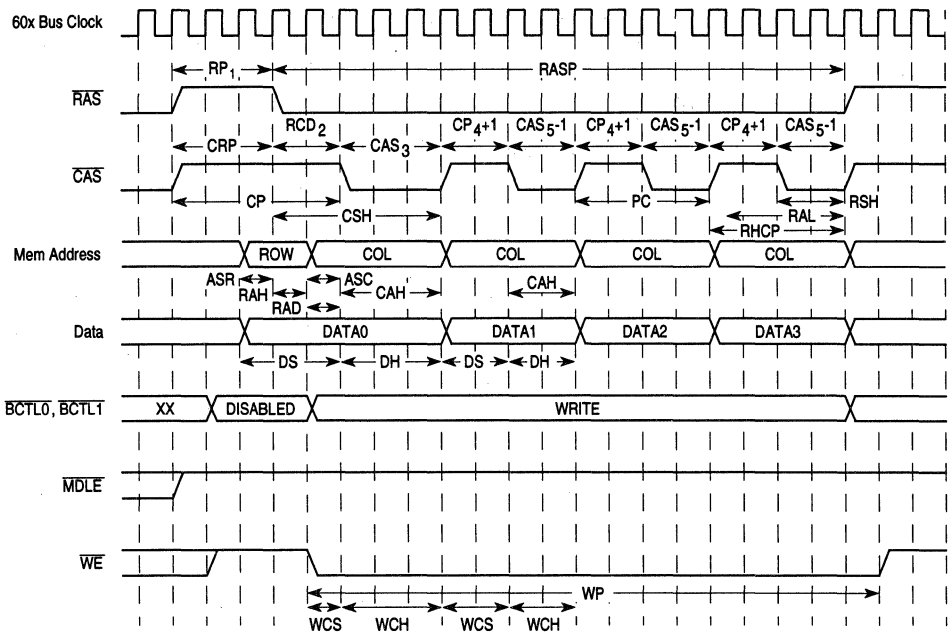 60x Bus Clock
RP1 RASP
RAS
RCD2 CP4+1 CAS5-1 CP4+1 CAS5-1 CP4+1 CAS5-1
CRP CAS3
CAS
CP PC RSH
CSH RAL
RHCP
Mem Address ROW COL COL COL COL
ASR ASC
RAH CAH CAH
RAD
Data DATA0 DATA1 DATA2 DATA3
DS DH DS DH
BCTL0, BCTL1 XX DISABLED WRITE
MDLE
WE
WP
WCS WCH WCS WCH